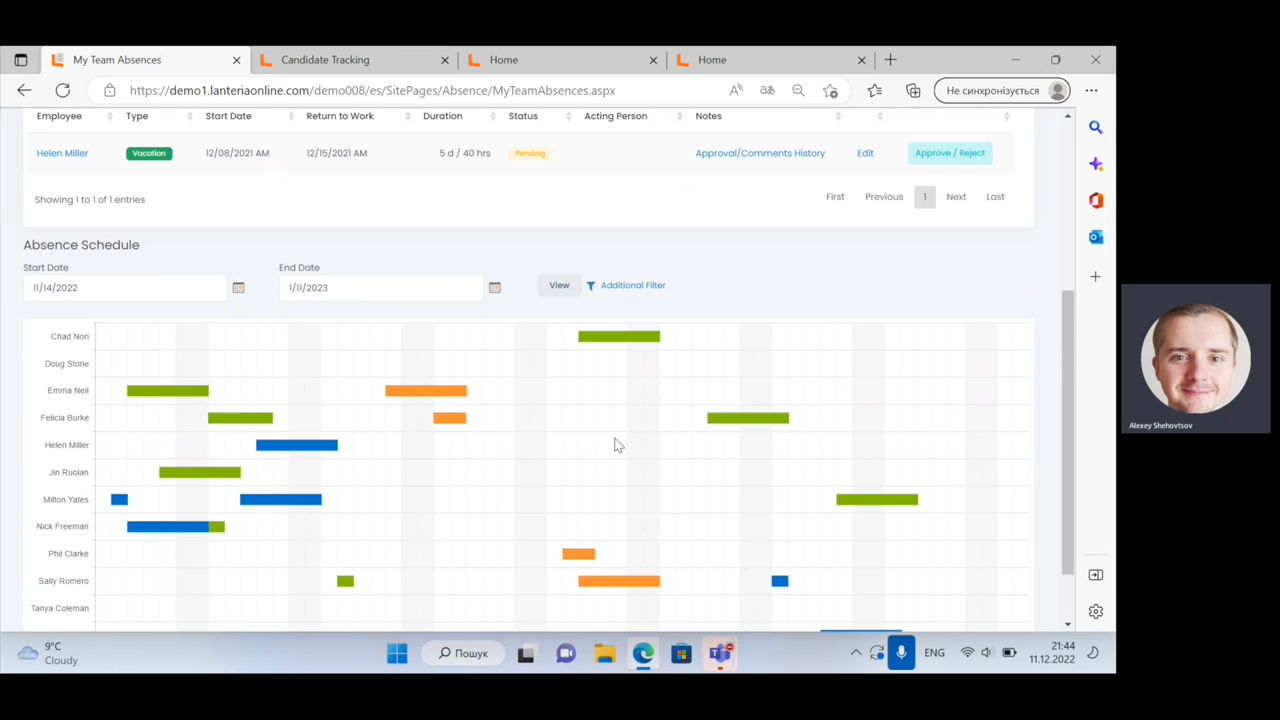 My Team Absences
Candidate Tracking
Home
Home
https://demo1.lanteriaonline.com/demo008/es/SitePages/Absence/MyTeamAbsences.aspx
Не синхронізується
Employee Type Start Date Return to Work Duration Status Acting Person Notes
Helen Miller Vacation 12/08/2021 AM 12/15/2021 AM 5 d / 40 hrs Pending Approval/Comments History Edit Approve / Reject
Showing 1 to 1 of 1 entries
First Previous 1 Next Last
Absence Schedule
Start Date End Date
11/14/2022 1/11/2023 View Additional Filter
Chad Nori
Doug Stone
Emma Neil
Felicia Burke
Helen Miller
Jin Ruolan
Milton Yates
Nick Freeman
Phil Clarke
Sally Romero
Tanya Coleman
Alexey Shehovtsov
9°C
Cloudy
Пошук
ENG
21:44
11.12.2022